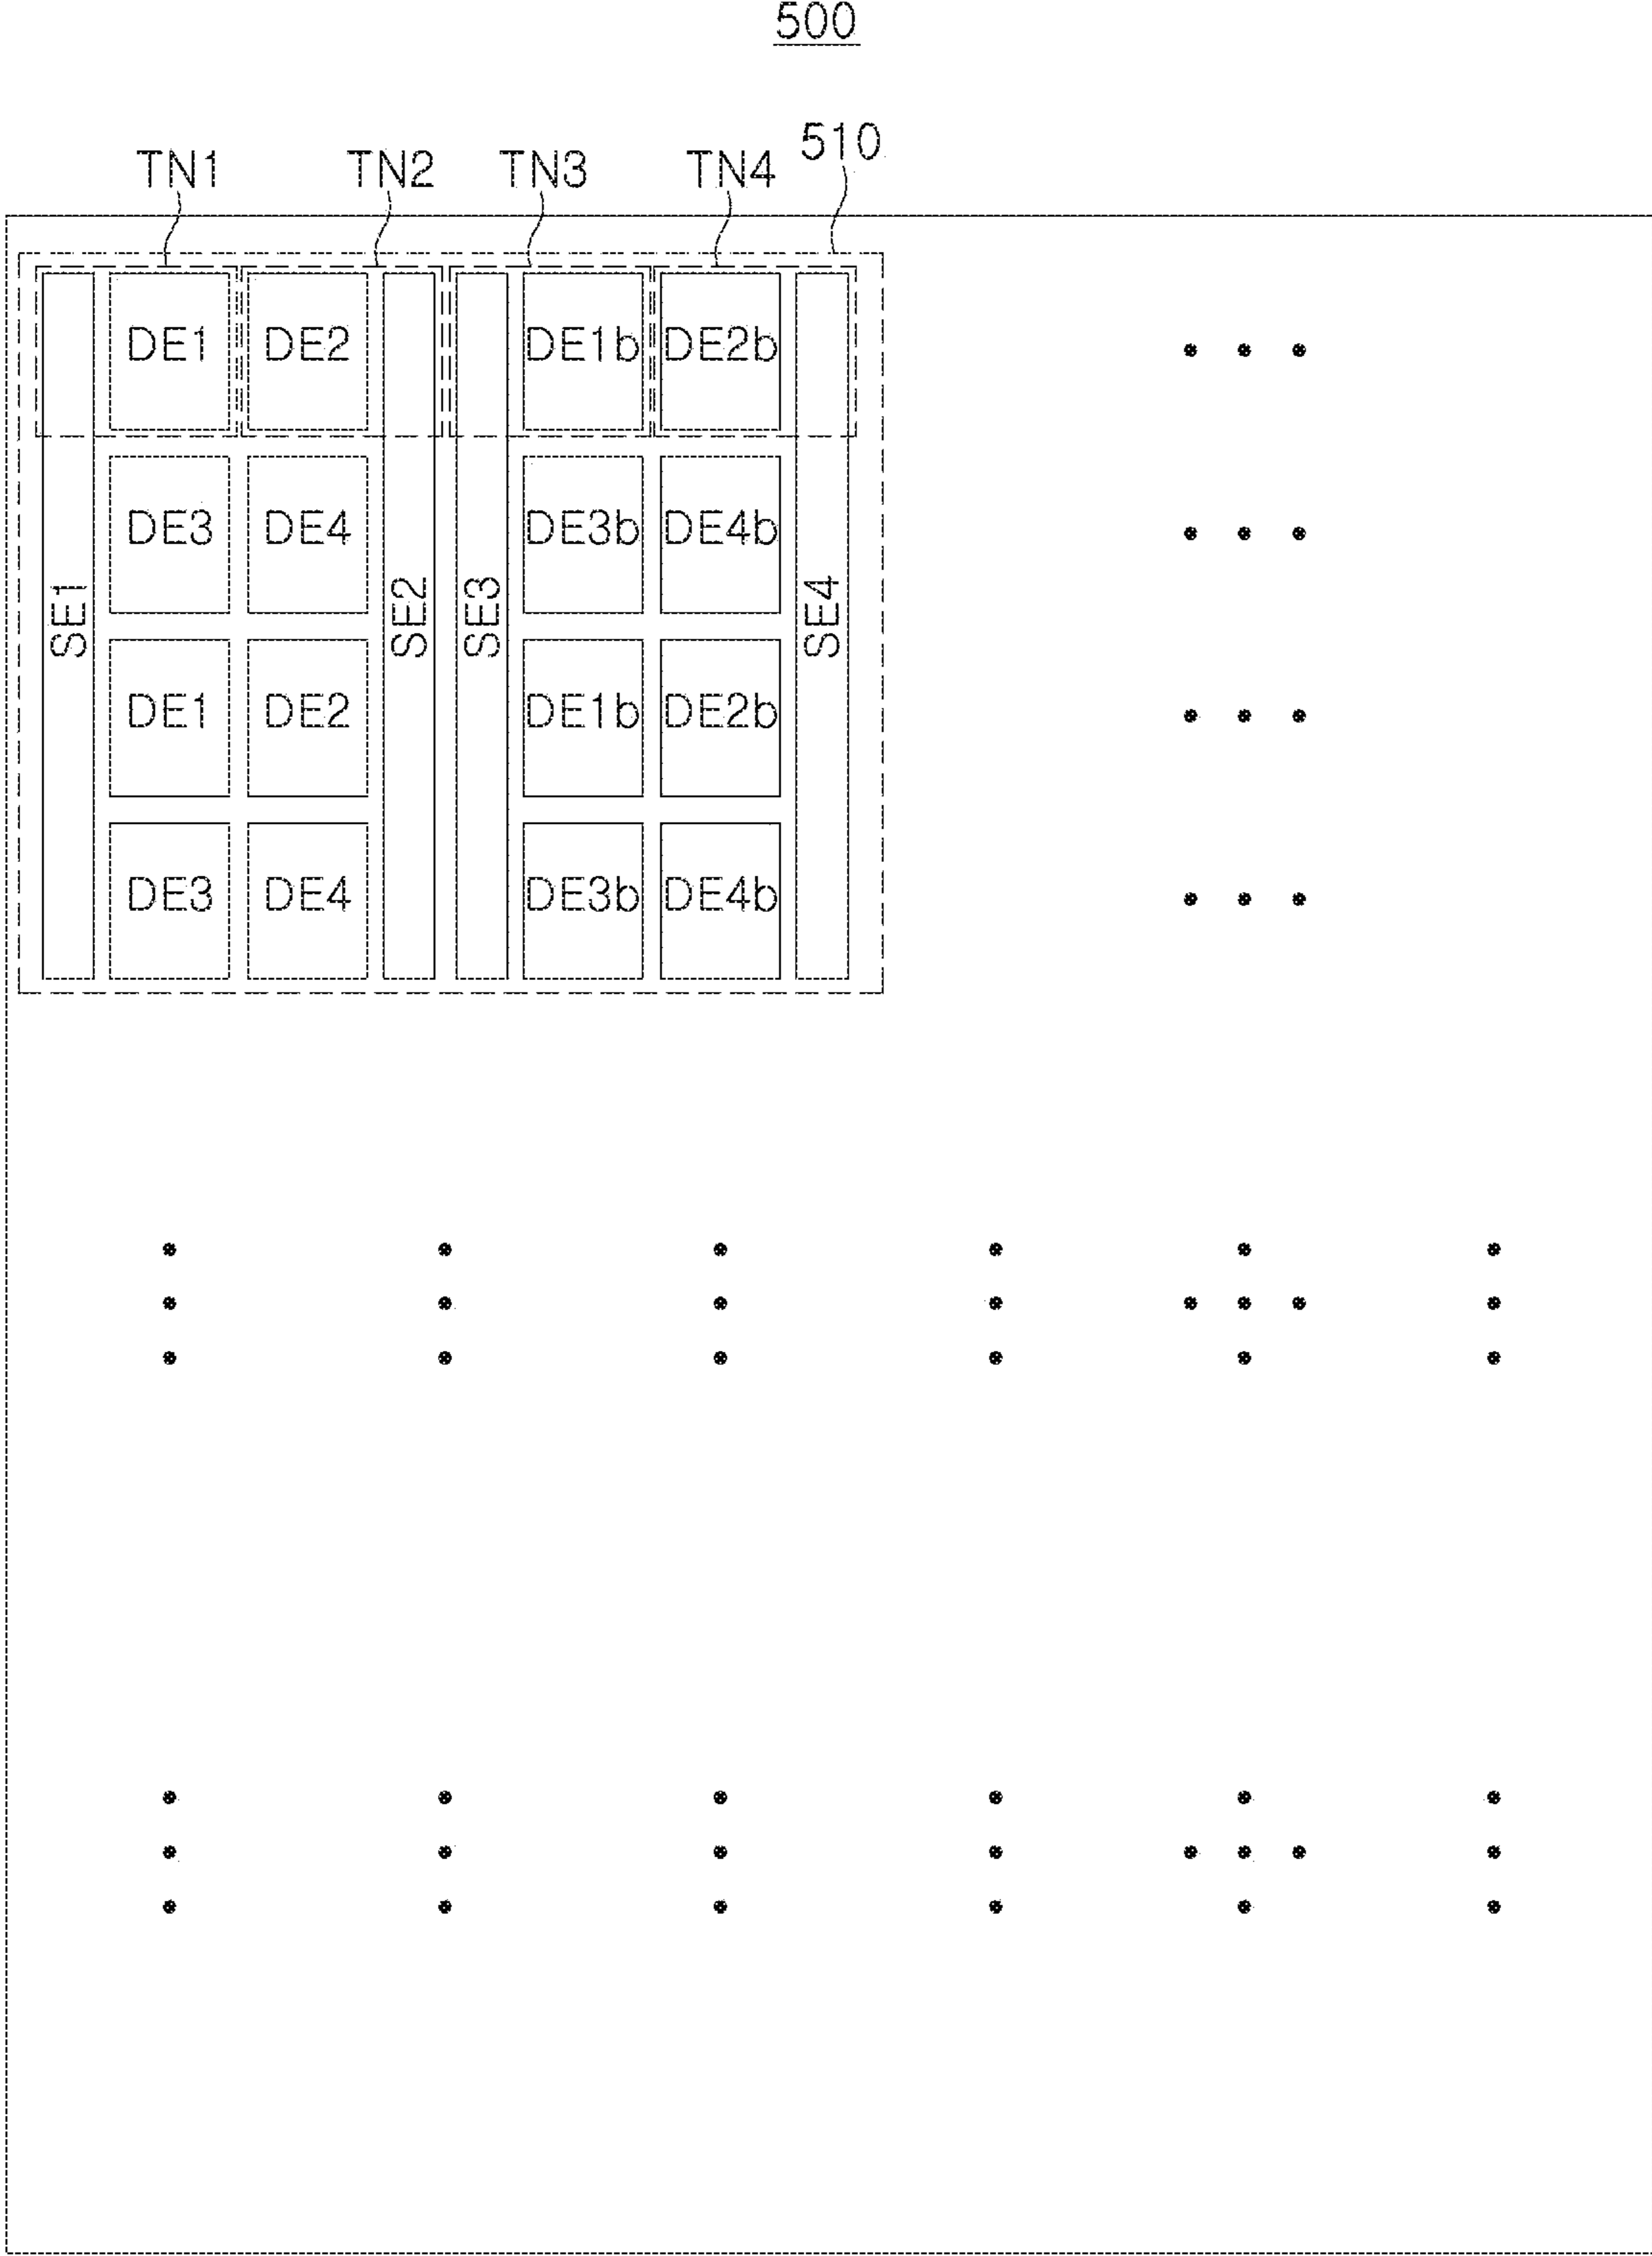 500
TN1 TN2 TN3 TN4 510
DE1 DE2 DE1b DE2b
DE3 DE4 DE3b DE4b
SE1 SE2 SE3 SE4
DE1 DE2 DE1b DE2b
DE3 DE4 DE3b DE4b